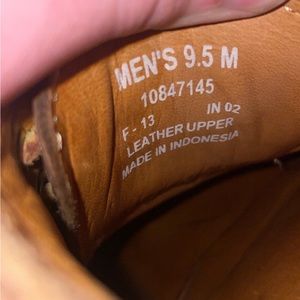 MEN'S 9.5 M
10847145
F - 13 IN 02
LEATHER UPPER
MADE IN INDONESIA